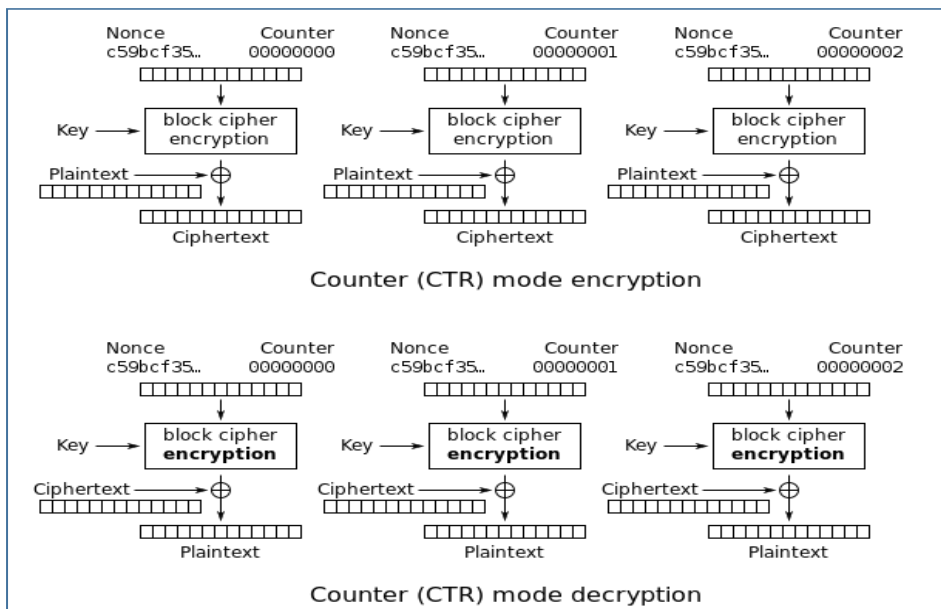 Nonce Counter Nonce Counter Nonce Counter
c59bcf35… 00000000 c59bcf35… 00000001 c59bcf35… 00000002
Key block cipher encryption Key block cipher encryption Key block cipher encryption
Plaintext Plaintext Plaintext
Ciphertext Ciphertext Ciphertext
Counter (CTR) mode encryption
Nonce Counter Nonce Counter Nonce Counter
c59bcf35… 00000000 c59bcf35… 00000001 c59bcf35… 00000002
Key block cipher encryption Key block cipher encryption Key block cipher encryption
Ciphertext Ciphertext Ciphertext
Plaintext Plaintext Plaintext
Counter (CTR) mode decryption